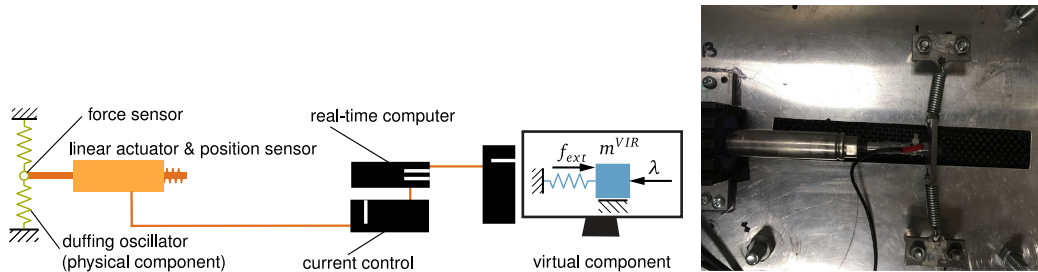 force sensor
linear actuator & position sensor
duffing oscillator
(physical component)
real-time computer
current control
f_ext
m^VIR
λ
virtual component